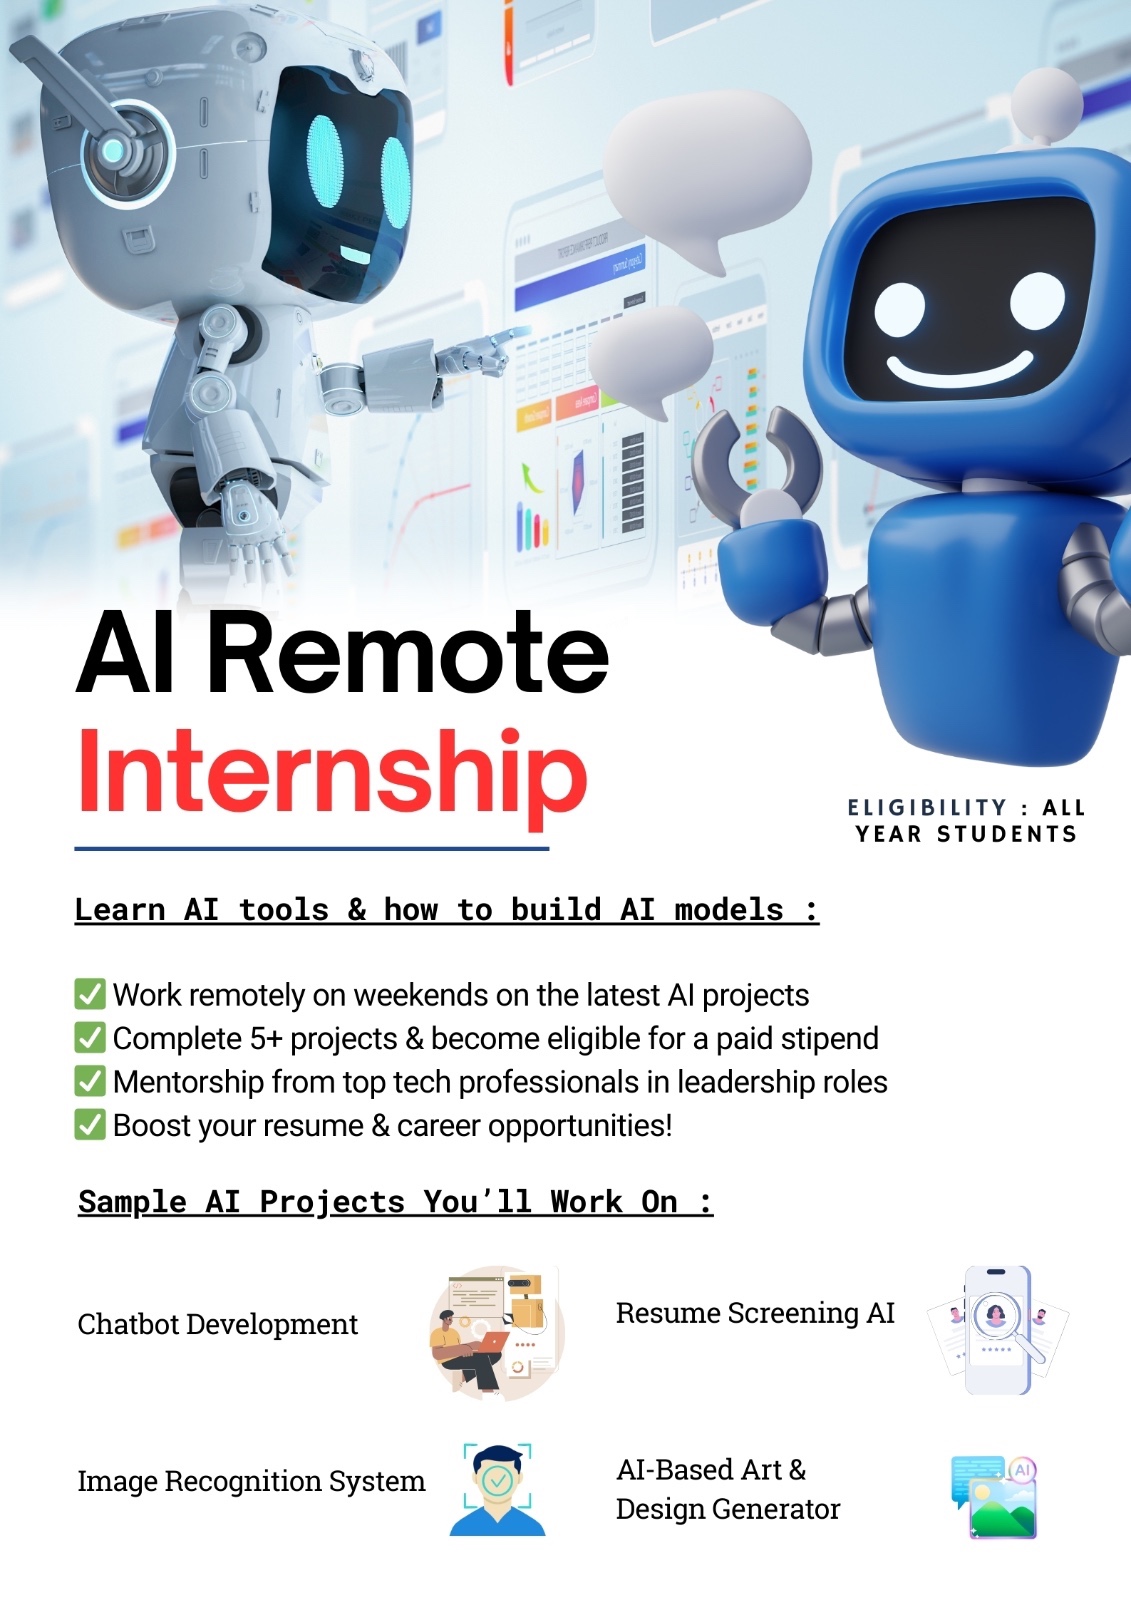 AI Remote
Internship
ELIGIBILITY : ALL
YEAR STUDENTS
Learn AI tools & how to build AI models :
✅ Work remotely on weekends on the latest AI projects
✅ Complete 5+ projects & become eligible for a paid stipend
✅ Mentorship from top tech professionals in leadership roles
✅ Boost your resume & career opportunities!
Sample AI Projects You’ll Work On :
Chatbot Development
Resume Screening AI
Image Recognition System
AI-Based Art &
Design Generator
AI